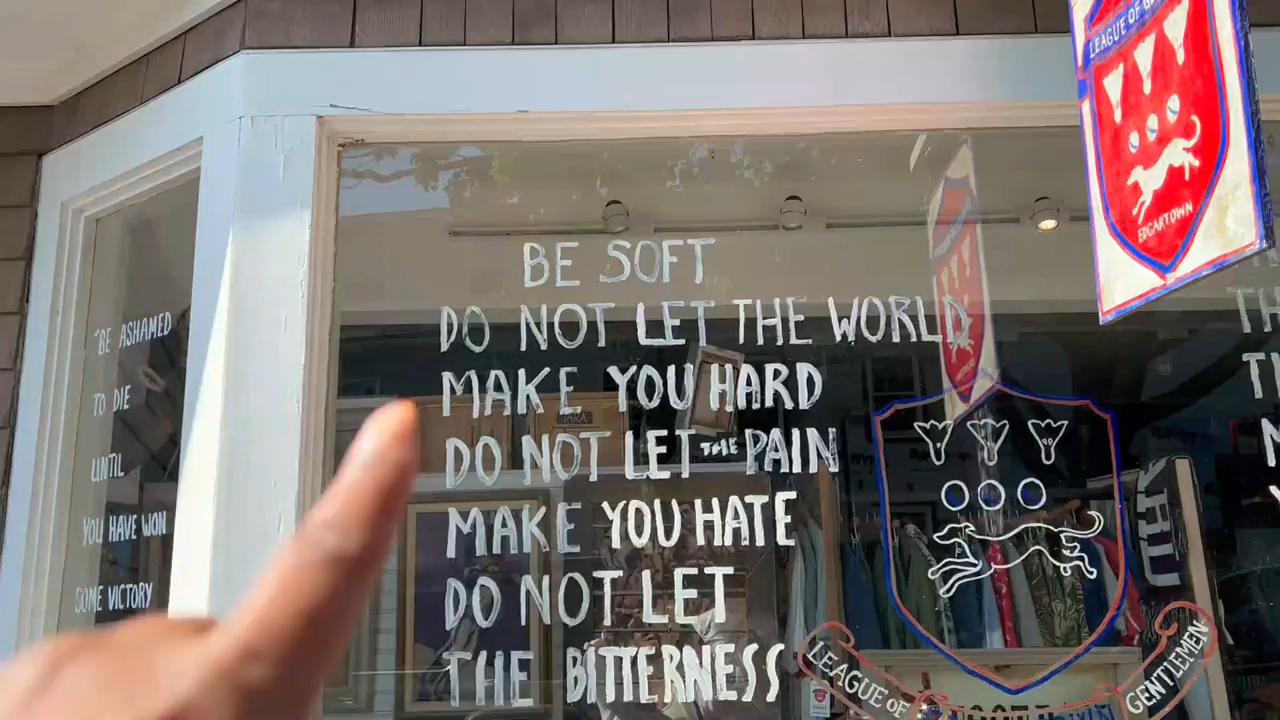 "BE ASHAMED
TO DIE
UNTIL
YOU HAVE WON
SOME VICTORY
BE SOFT
DO NOT LET THE WORLD
MAKE YOU HARD
DO NOT LET THE PAIN
MAKE YOU HATE
DO NOT LET
THE BITTERNESS
LEAGUE OF
GENTLEMEN
LEAGUE OF
EDGARTOWN